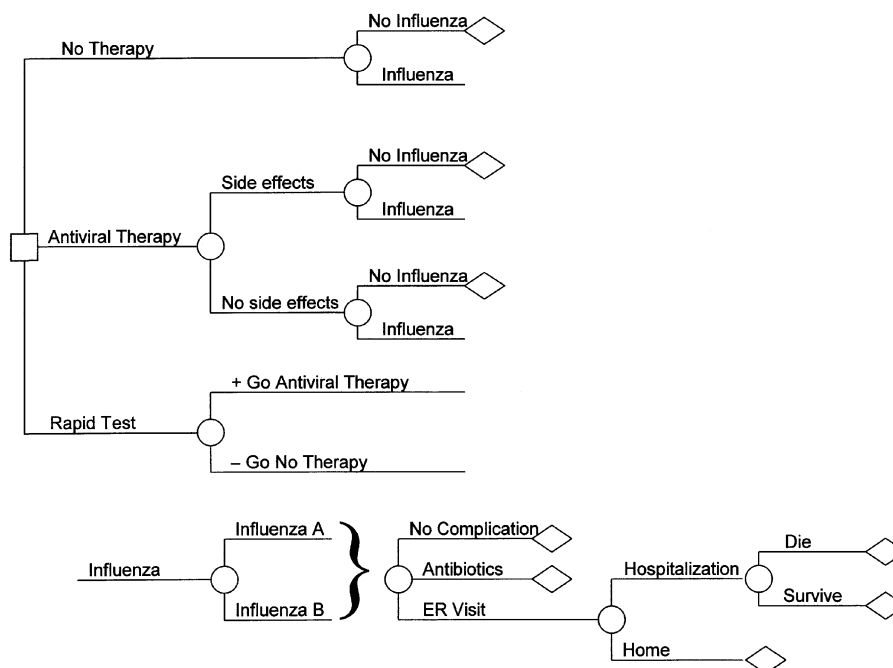 No Influenza
No Therapy
Influenza
No Influenza
Side effects
Influenza
Antiviral Therapy
No Influenza
No side effects
Influenza
+ Go Antiviral Therapy
Rapid Test
– Go No Therapy
Influenza A
No Complication
Die
Influenza
}
Antibiotics
Hospitalization
Survive
Influenza B
ER Visit
Home